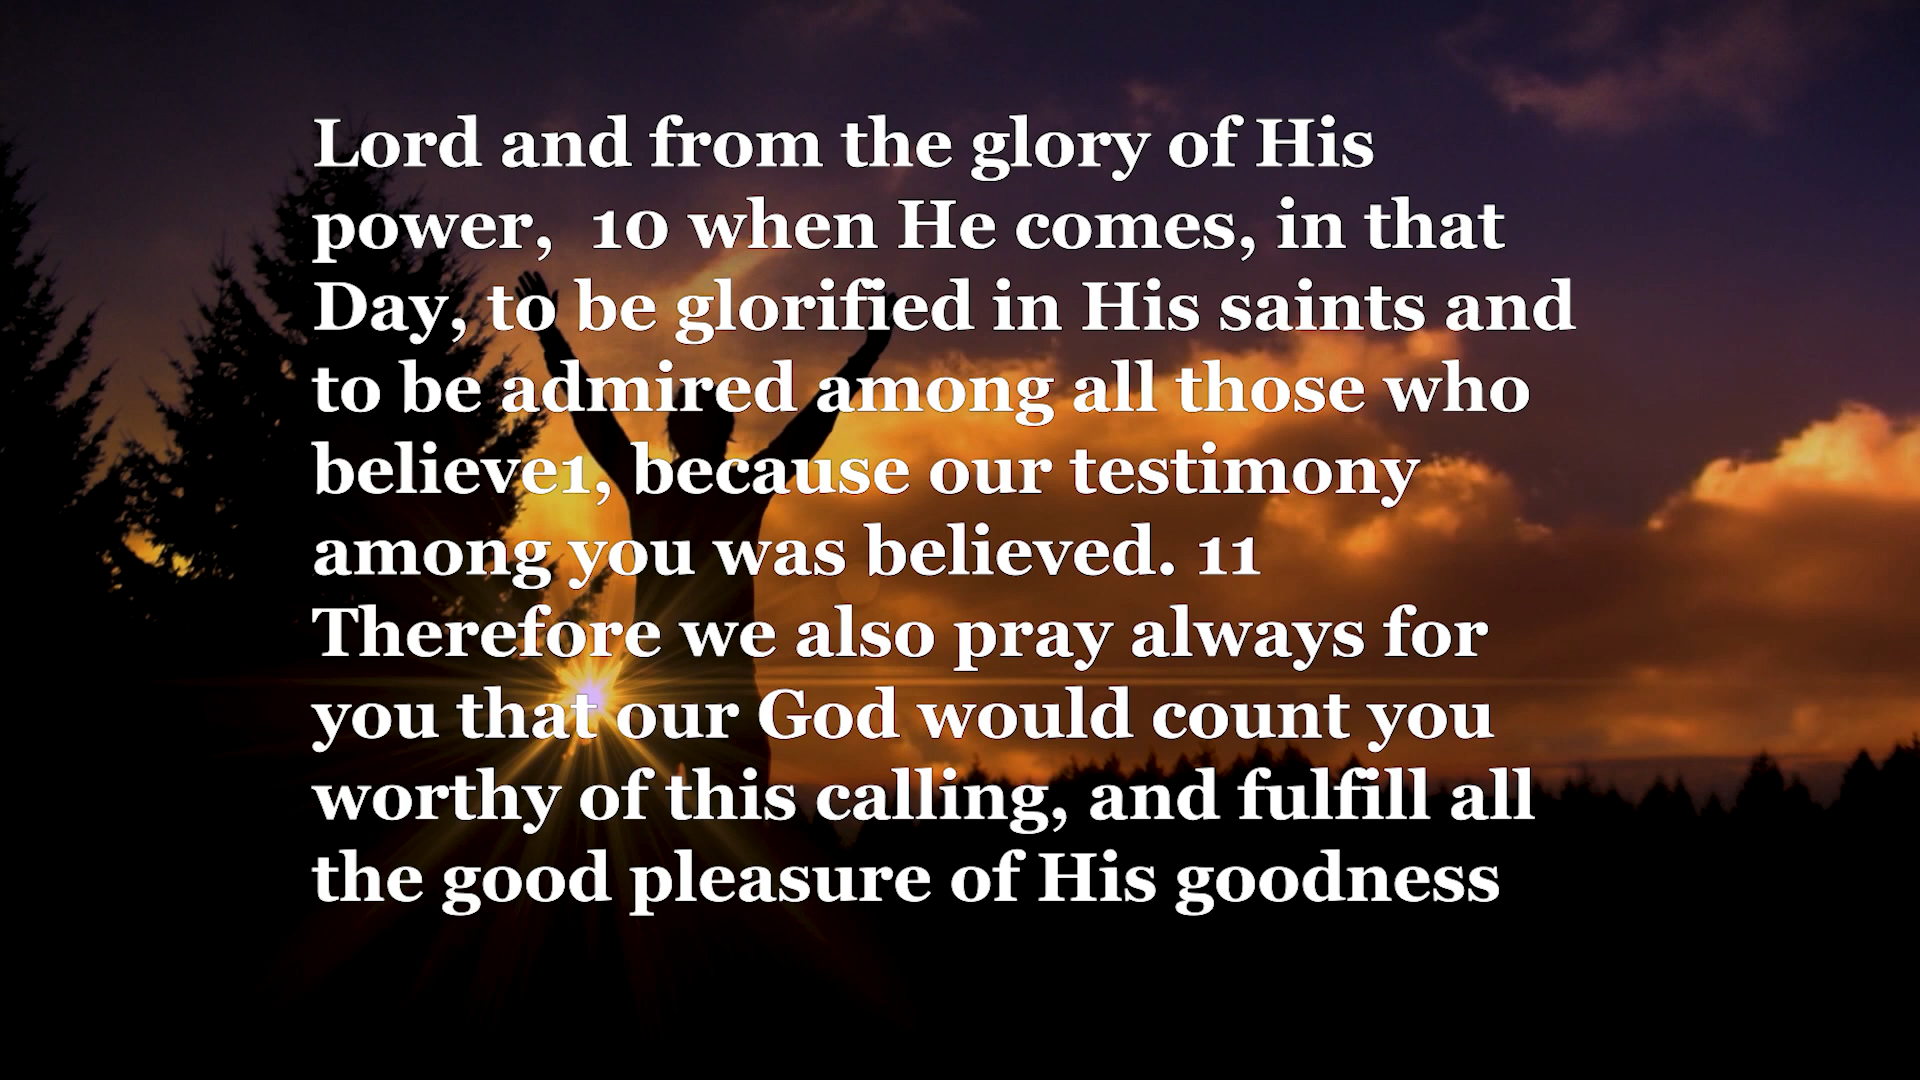 Lord and from the glory of His
power,  10 when He comes, in that
Day, to be glorified in His saints and
to be admired among all those who
believe1, because our testimony
among you was believed. 11
Therefore we also pray always for
you that our God would count you
worthy of this calling, and fulfill all
the good pleasure of His goodness